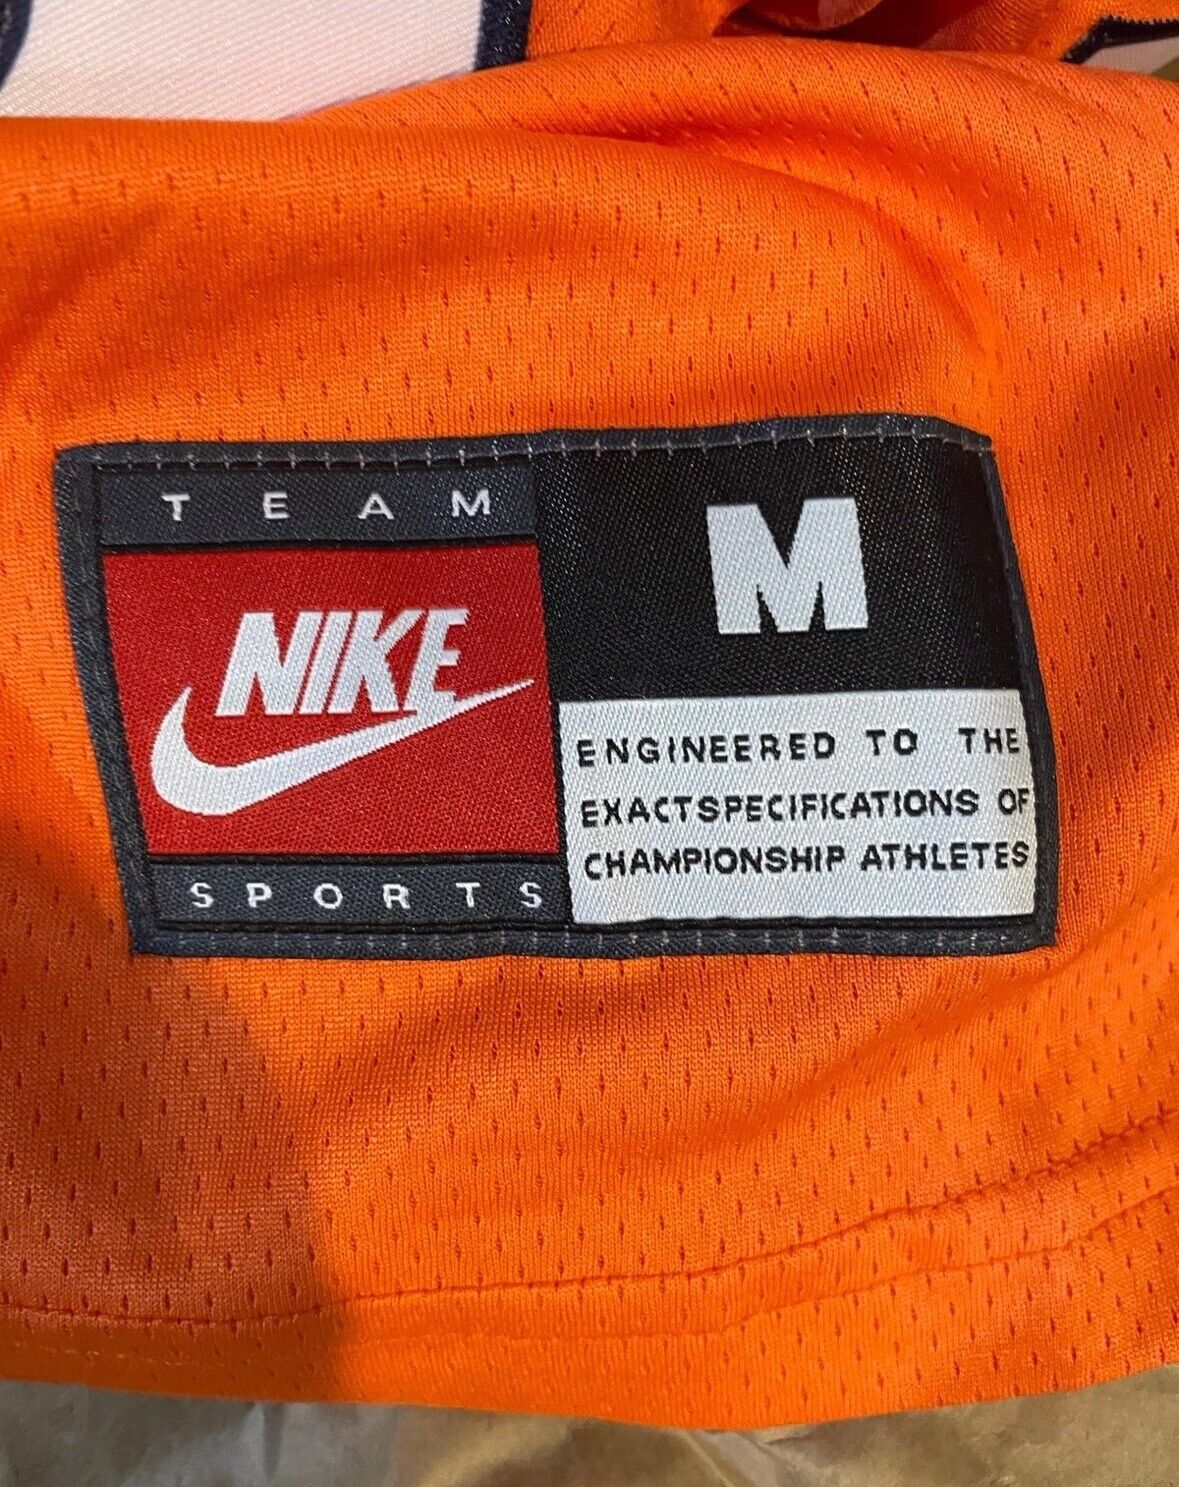 TEAM
NIKE
SPORTS
M
ENGINEERED TO THE
EXACTSPECIFICATIONS OF
CHAMPIONSHIP ATHLETES